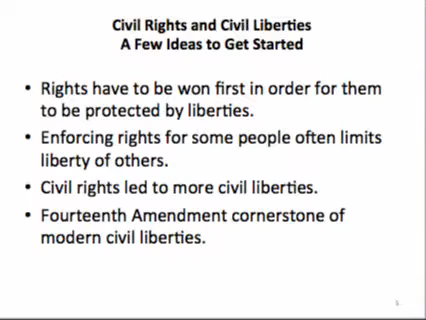 Civil Rights and Civil Liberties
A Few Ideas to Get Started
• Rights have to be won first in order for them
to be protected by liberties.
• Enforcing rights for some people often limits
liberty of others.
• Civil rights led to more civil liberties.
• Fourteenth Amendment cornerstone of
modern civil liberties.